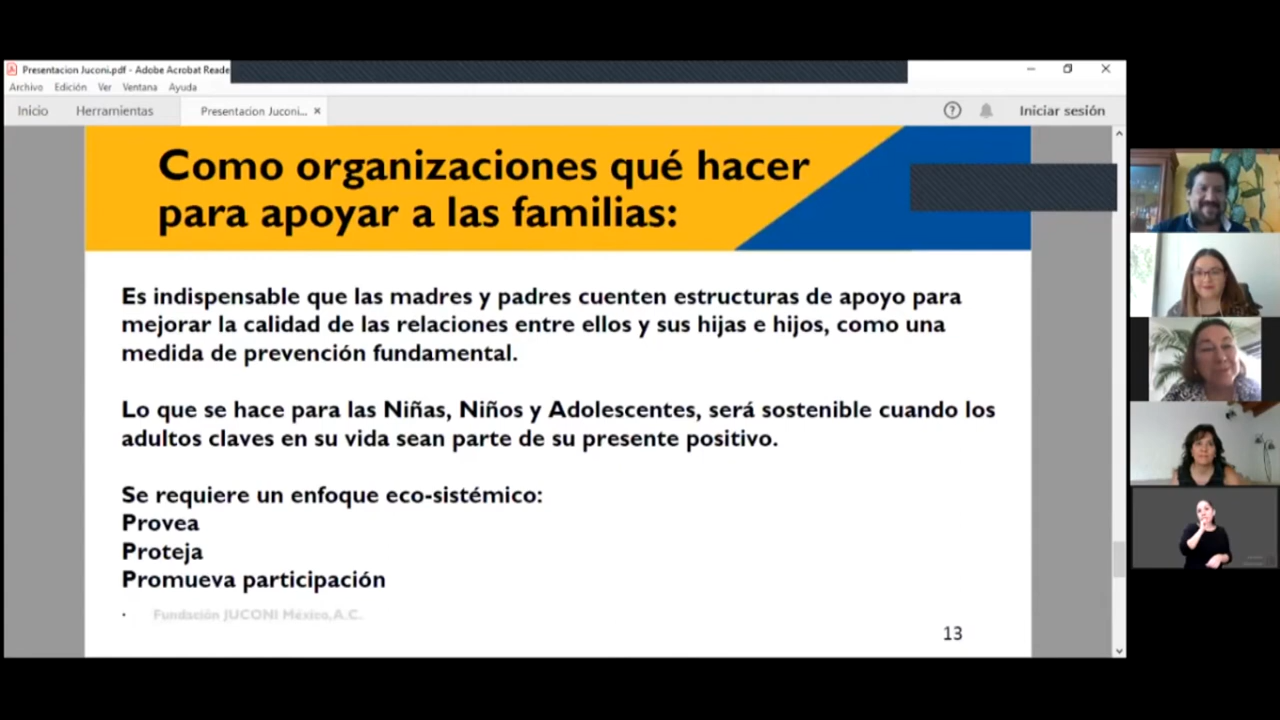 Presentacion Juconi.pdf - Adobe Acrobat Reade
Archivo Edición Ver Ventana Ayuda
Inicio Herramientas Presentacion Juconi... × Iniciar sesión
Como organizaciones qué hacer
para apoyar a las familias:
Es indispensable que las madres y padres cuenten estructuras de apoyo para
mejorar la calidad de las relaciones entre ellos y sus hijas e hijos, como una
medida de prevención fundamental.
Lo que se hace para las Niñas, Niños y Adolescentes, será sostenible cuando los
adultos claves en su vida sean parte de su presente positivo.
Se requiere un enfoque eco-sistémico:
Provea
Proteja
Promueva participación
Fundación JUCONI México, A.C.
13